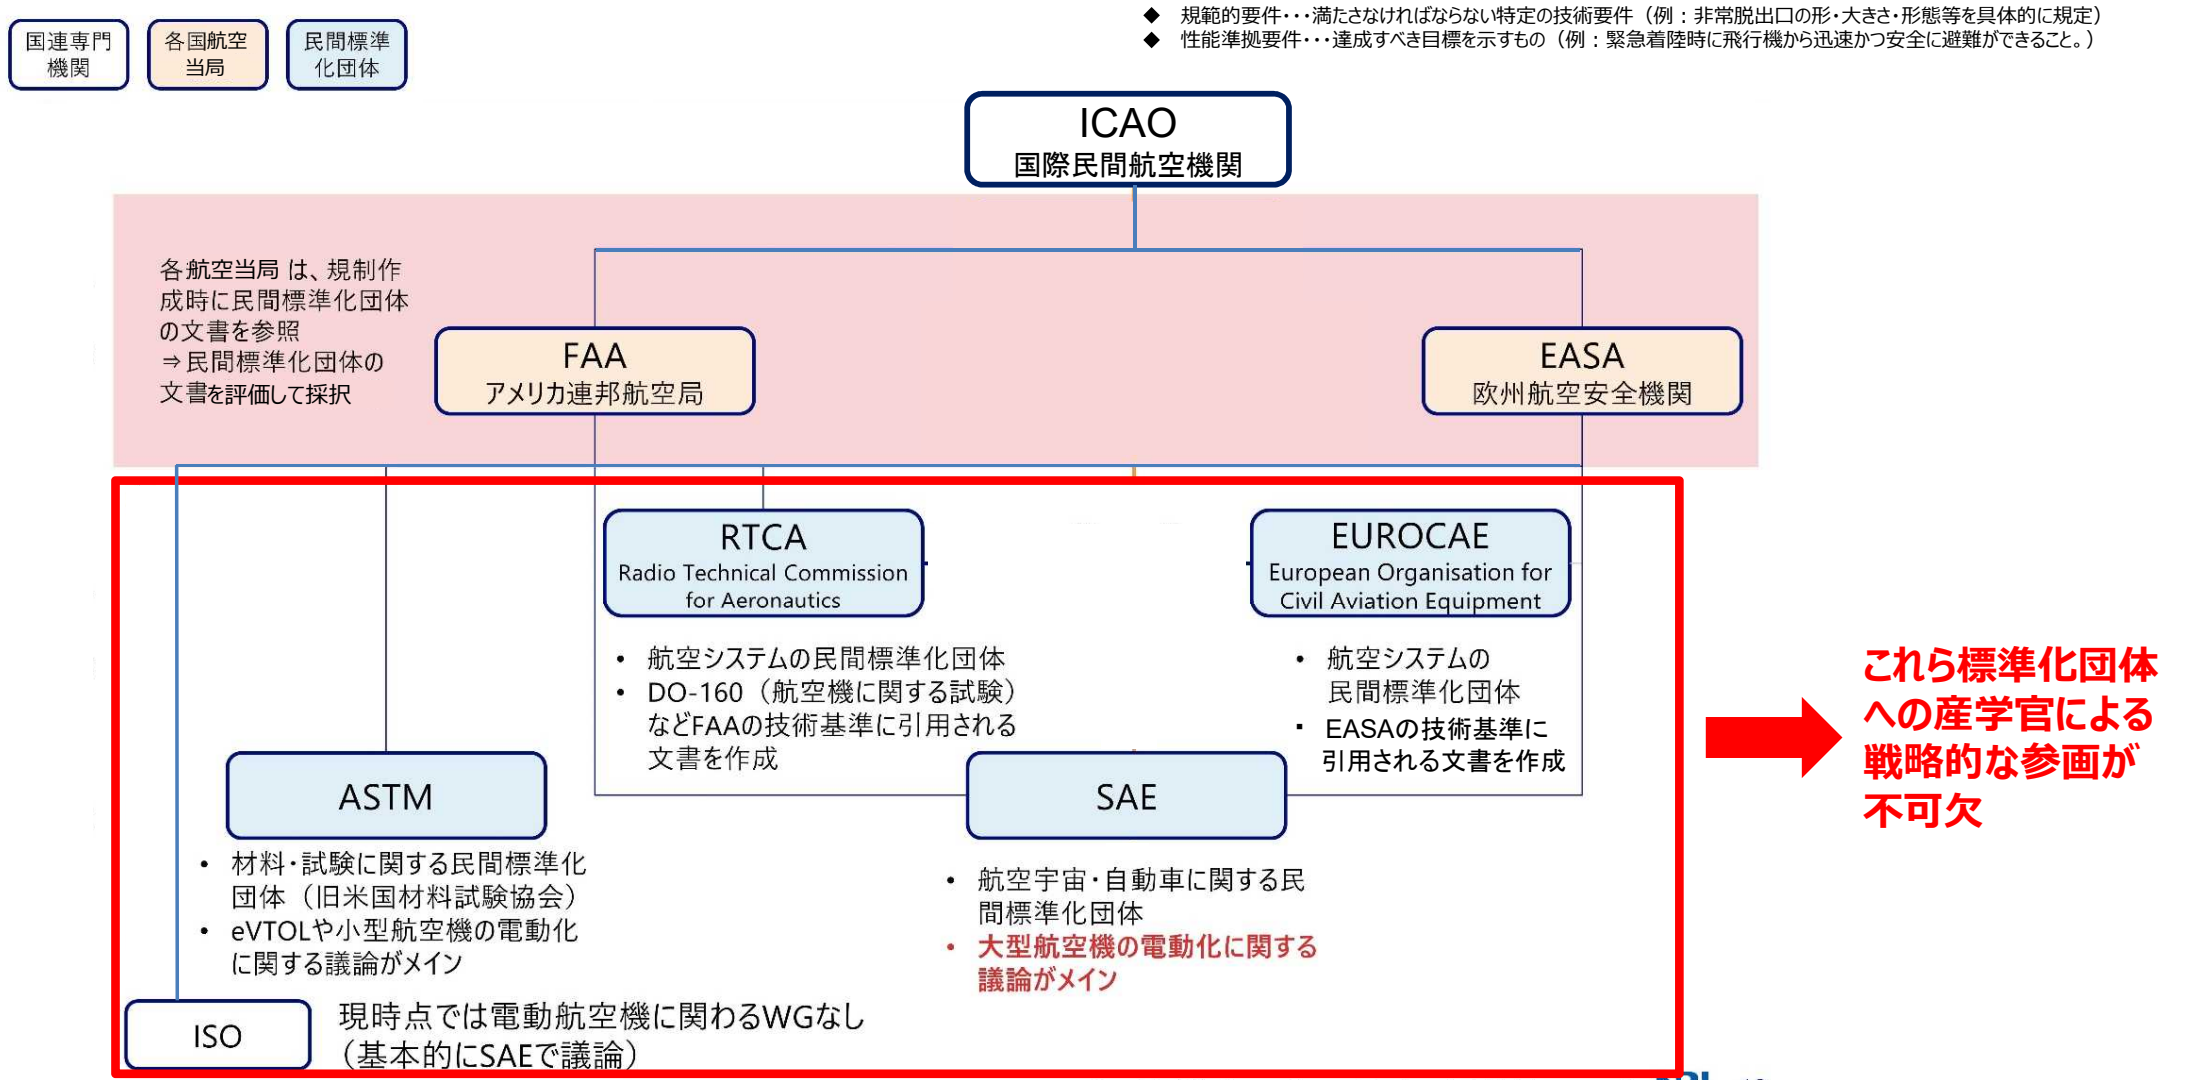 ◆ 規範的要件・・・満たさなければならない特定の技術要件（例：非常脱出口の形・大きさ・形態等を具体的に規定）
◆ 性能準拠要件・・・達成すべき目標を示すもの（例：緊急着陸時に飛行機から迅速かつ安全に避難ができること。）
国連専門
機関
各国航空
当局
民間標準
化団体
ICAO
国際民間航空機関
各航空当局 は、規制作
成時に民間標準化団体
の文書を参照
⇒民間標準化団体の
文書を評価して採択
FAA
アメリカ連邦航空局
EASA
欧州航空安全機関
RTCA
Radio Technical Commission
for Aeronautics
• 航空システムの民間標準化団体
• DO-160（航空機に関する試験）
などFAAの技術基準に引用される
文書を作成
EUROCAE
European Organisation for
Civil Aviation Equipment
• 航空システムの
民間標準化団体
▪ EASAの技術基準に
引用される文書を作成
ASTM
• 材料・試験に関する民間標準化
団体（旧米国材料試験協会）
• eVTOLや小型航空機の電動化
に関する議論がメイン
SAE
• 航空宇宙・自動車に関する民
間標準化団体
• 大型航空機の電動化に関する
議論がメイン
ISO
現時点では電動航空機に関わるWGなし
（基本的にSAEで議論）
これら標準化団体
への産学官による
戦略的な参画が
不可欠